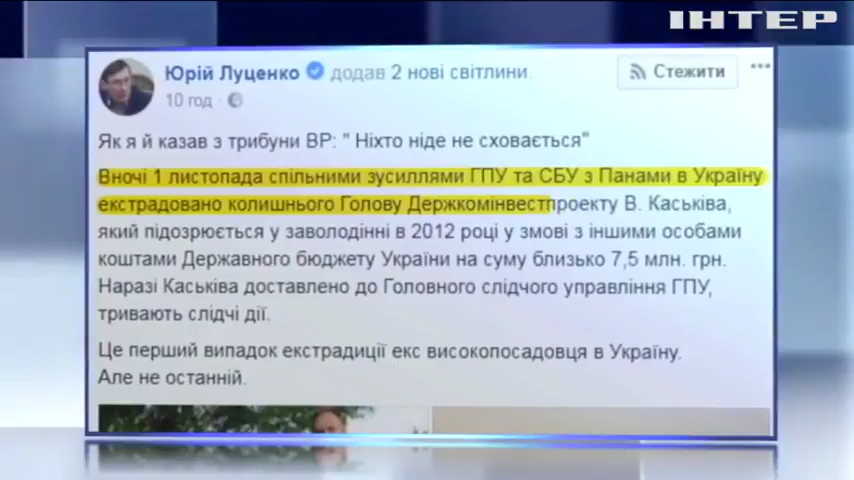 ІНТЕР
Юрій Луценко додав 2 нові світлини.
Стежити
10 год
Як я й казав з трибуни ВР: " Ніхто ніде не сховається"
Вночі 1 листопада спільними зусиллями ГПУ та СБУ з Панами в Україну
екстрадовано колишнього Голову Держкомінвестпроекту В. Каськіва,
який підозрюється у заволодінні в 2012 році у змові з іншими особами
коштами Державного бюджету України на суму близько 7,5 млн. грн.
Наразі Каськіва доставлено до Головного слідчого управління ГПУ,
тривають слідчі дії.
Це перший випадок екстрадиції екс високопосадовця в Україну.
Але не останній.